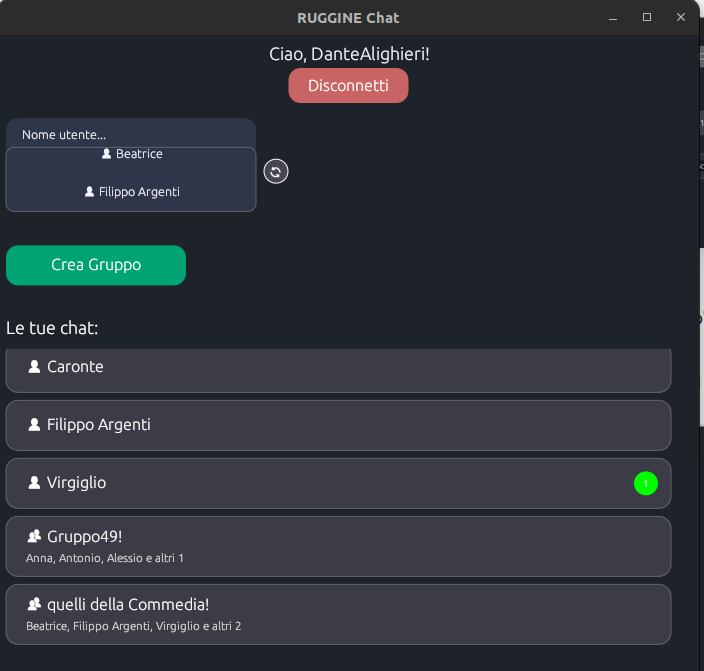 RUGGINE Chat
Ciao, DanteAlighieri!
Disconnetti
Nome utente...
Beatrice
Filippo Argenti
Crea Gruppo
Le tue chat:
Caronte
Filippo Argenti
Virgiglio
1
Gruppo49!
Anna, Antonio, Alessio e altri 1
quelli della Commedia!
Beatrice, Filippo Argenti, Virgiglio e altri 2